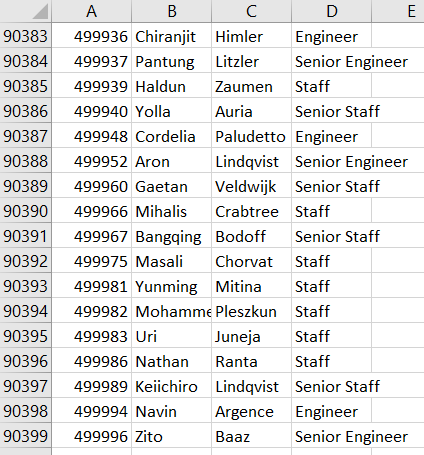 A B C D E
90383 499936 Chiranjit Himler Engineer
90384 499937 Pantung Litzler Senior Engineer
90385 499939 Haldun Zaumen Staff
90386 499940 Yolla Auria Senior Staff
90387 499948 Cordelia Paludetto Engineer
90388 499952 Aron Lindqvist Senior Engineer
90389 499960 Gaetan Veldwijk Senior Staff
90390 499966 Mihalis Crabtree Staff
90391 499967 Bangqing Bodoff Senior Staff
90392 499975 Masali Chorvat Staff
90393 499981 Yunming Mitina Staff
90394 499982 Mohamme Pleszkun Staff
90395 499983 Uri Juneja Staff
90396 499986 Nathan Ranta Staff
90397 499989 Keiichiro Lindqvist Senior Staff
90398 499994 Navin Argence Engineer
90399 499996 Zito Baaz Senior Engineer